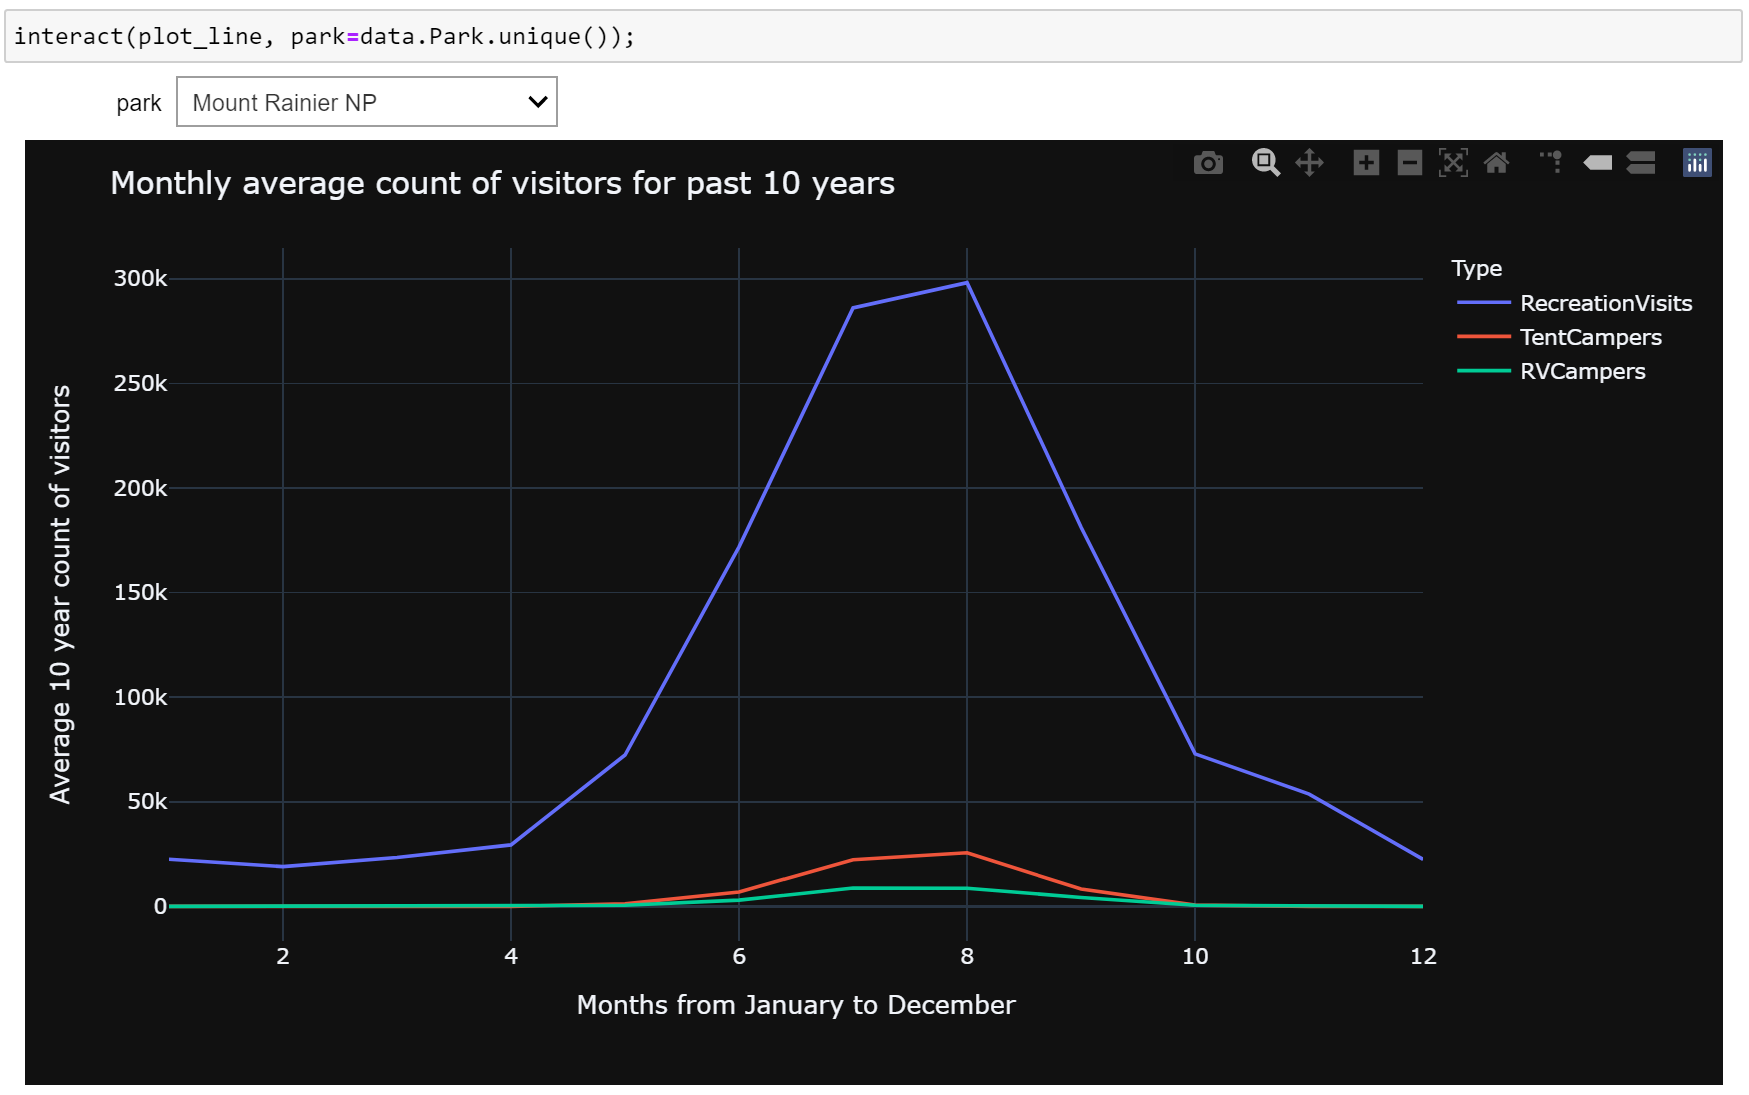 interact(plot_line, park=data.Park.unique());
park
Mount Rainier NP
Monthly average count of visitors for past 10 years
Average 10 year count of visitors
300k
250k
200k
150k
100k
50k
0
2
4
6
8
10
12
Months from January to December
Type
RecreationVisits
TentCampers
RVCampers